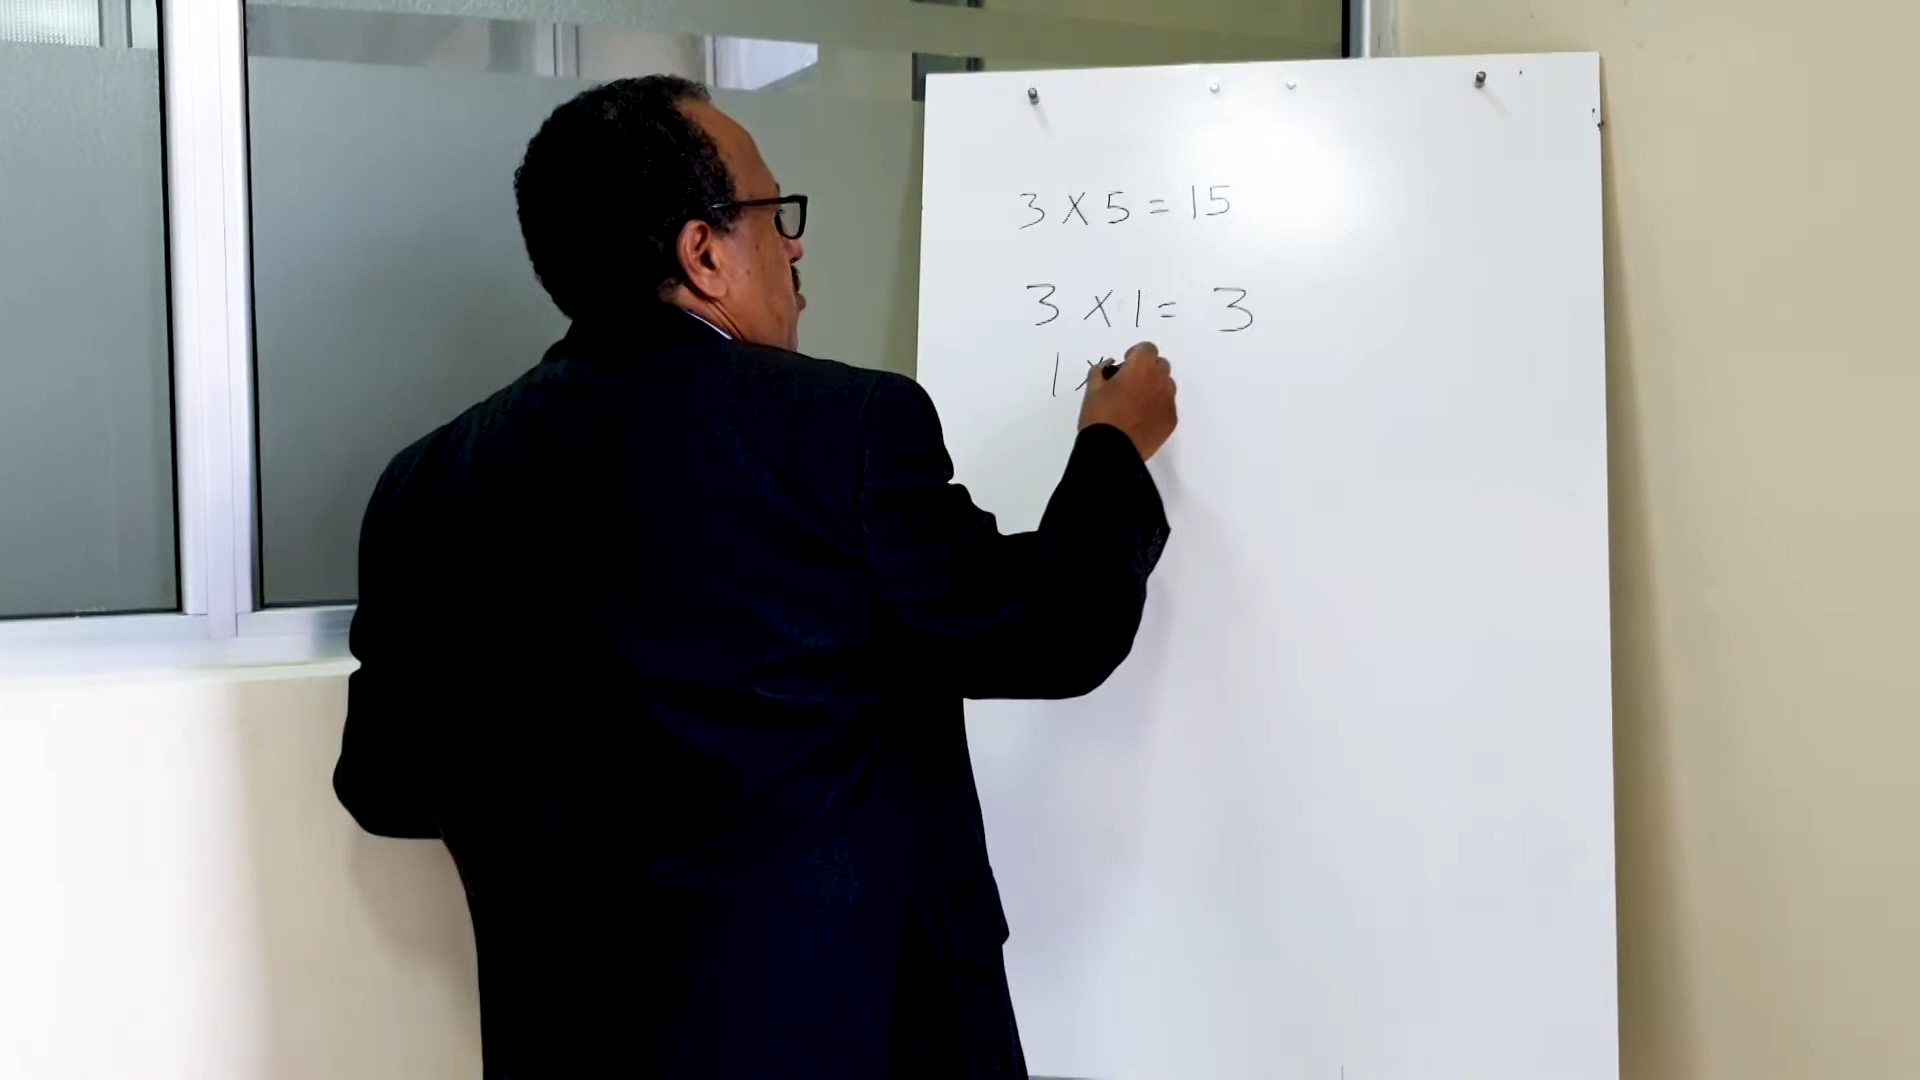 3 × 5 = 15
3 × 1 = 3
1 ×